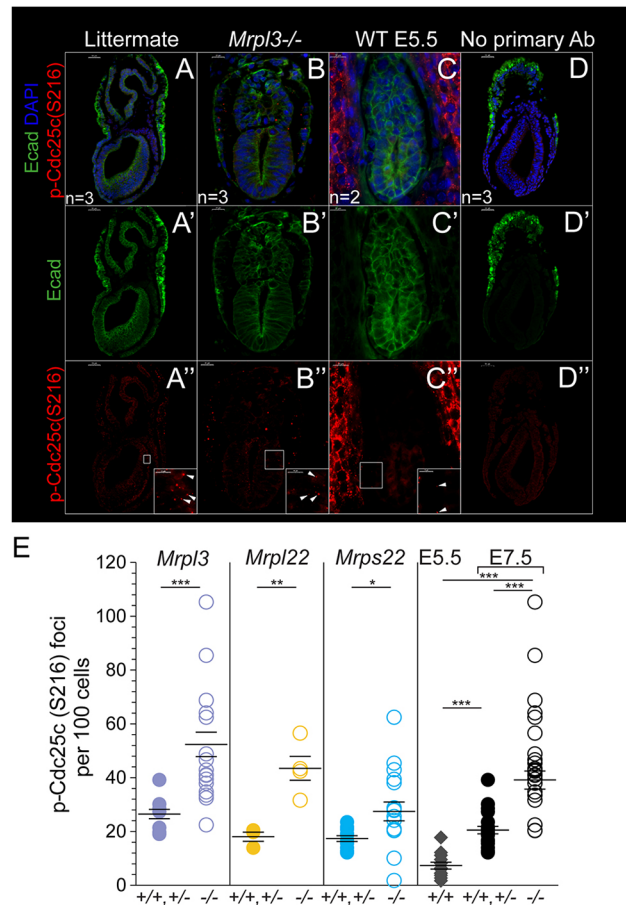 Littermate Mrpl3-/- WT E5.5 No primary Ab
Ecad DAPI
p-Cdc25c(S216)
A B C D
n=3 n=3 n=2 n=3
Ecad
A' B' C' D'
p-Cdc25c(S216)
A'' B'' C'' D''
E
Mrpl3 Mrpl22 Mrps22 E5.5 E7.5
*** ** * *** *** ***
p-Cdc25c (S216) foci
per 100 cells
120
100
80
60
40
20
0
+/+, +/- -/- +/+, +/- -/- +/+, +/- -/- +/+ +/+, +/- -/-